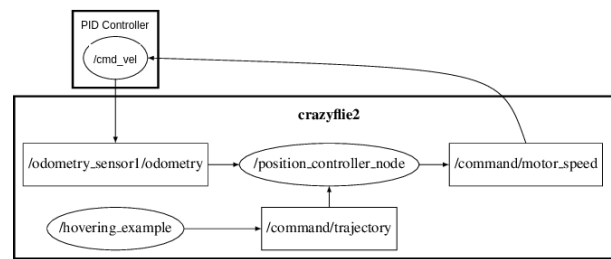 PID Controller
/cmd_vel
crazyflie2
/odometry_sensor1/odometry
/position_controller_node
/command/motor_speed
/hovering_example
/command/trajectory